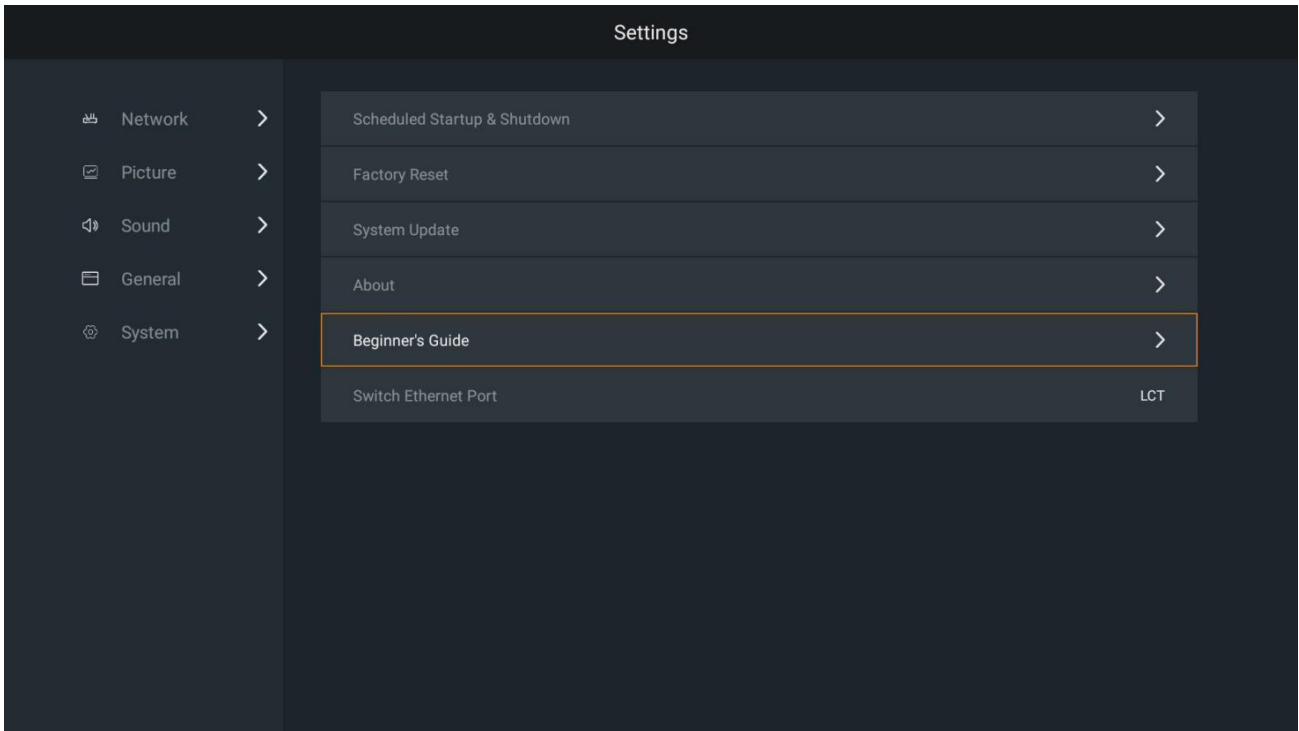 Settings
Network
Picture
Sound
General
System
Scheduled Startup & Shutdown
Factory Reset
System Update
About
Beginner's Guide
Switch Ethernet Port LCT